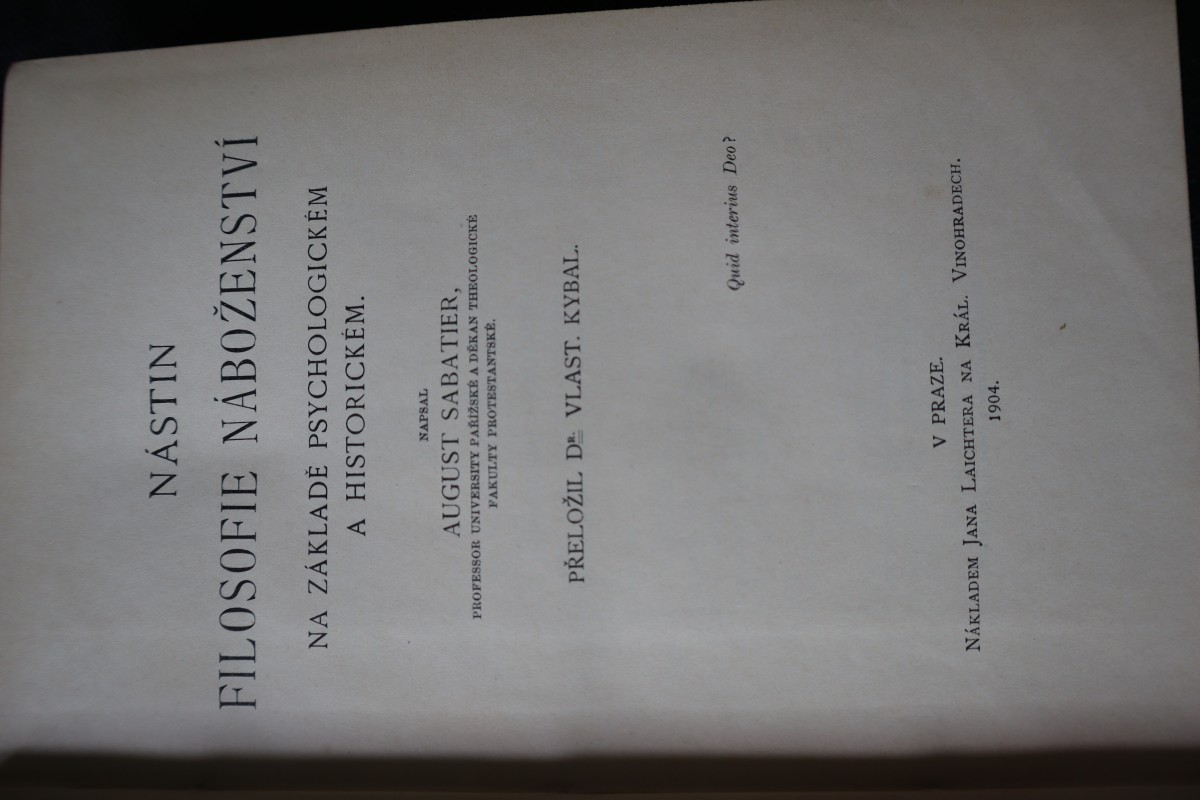 NÁSTIN
FILOSOFIE NÁBOŽENSTVÍ
NA ZÁKLADĚ PSYCHOLOGICKÉM
A HISTORICKÉM.
NAPSAL
AUGUST SABATIER,
PROFESSOR UNIVERSITY PAŘÍŽSKÉ A DĚKAN THEOLOGICKÉ
FAKULTY PROTESTANTSKÉ.
PŘELOŽIL DR. VLAST. KYBAL.
Quid interius Deo?
V PRAZE.
NÁKLADEM JANA LAICHTERA NA KRÁL. VINOHRADECH.
1904.